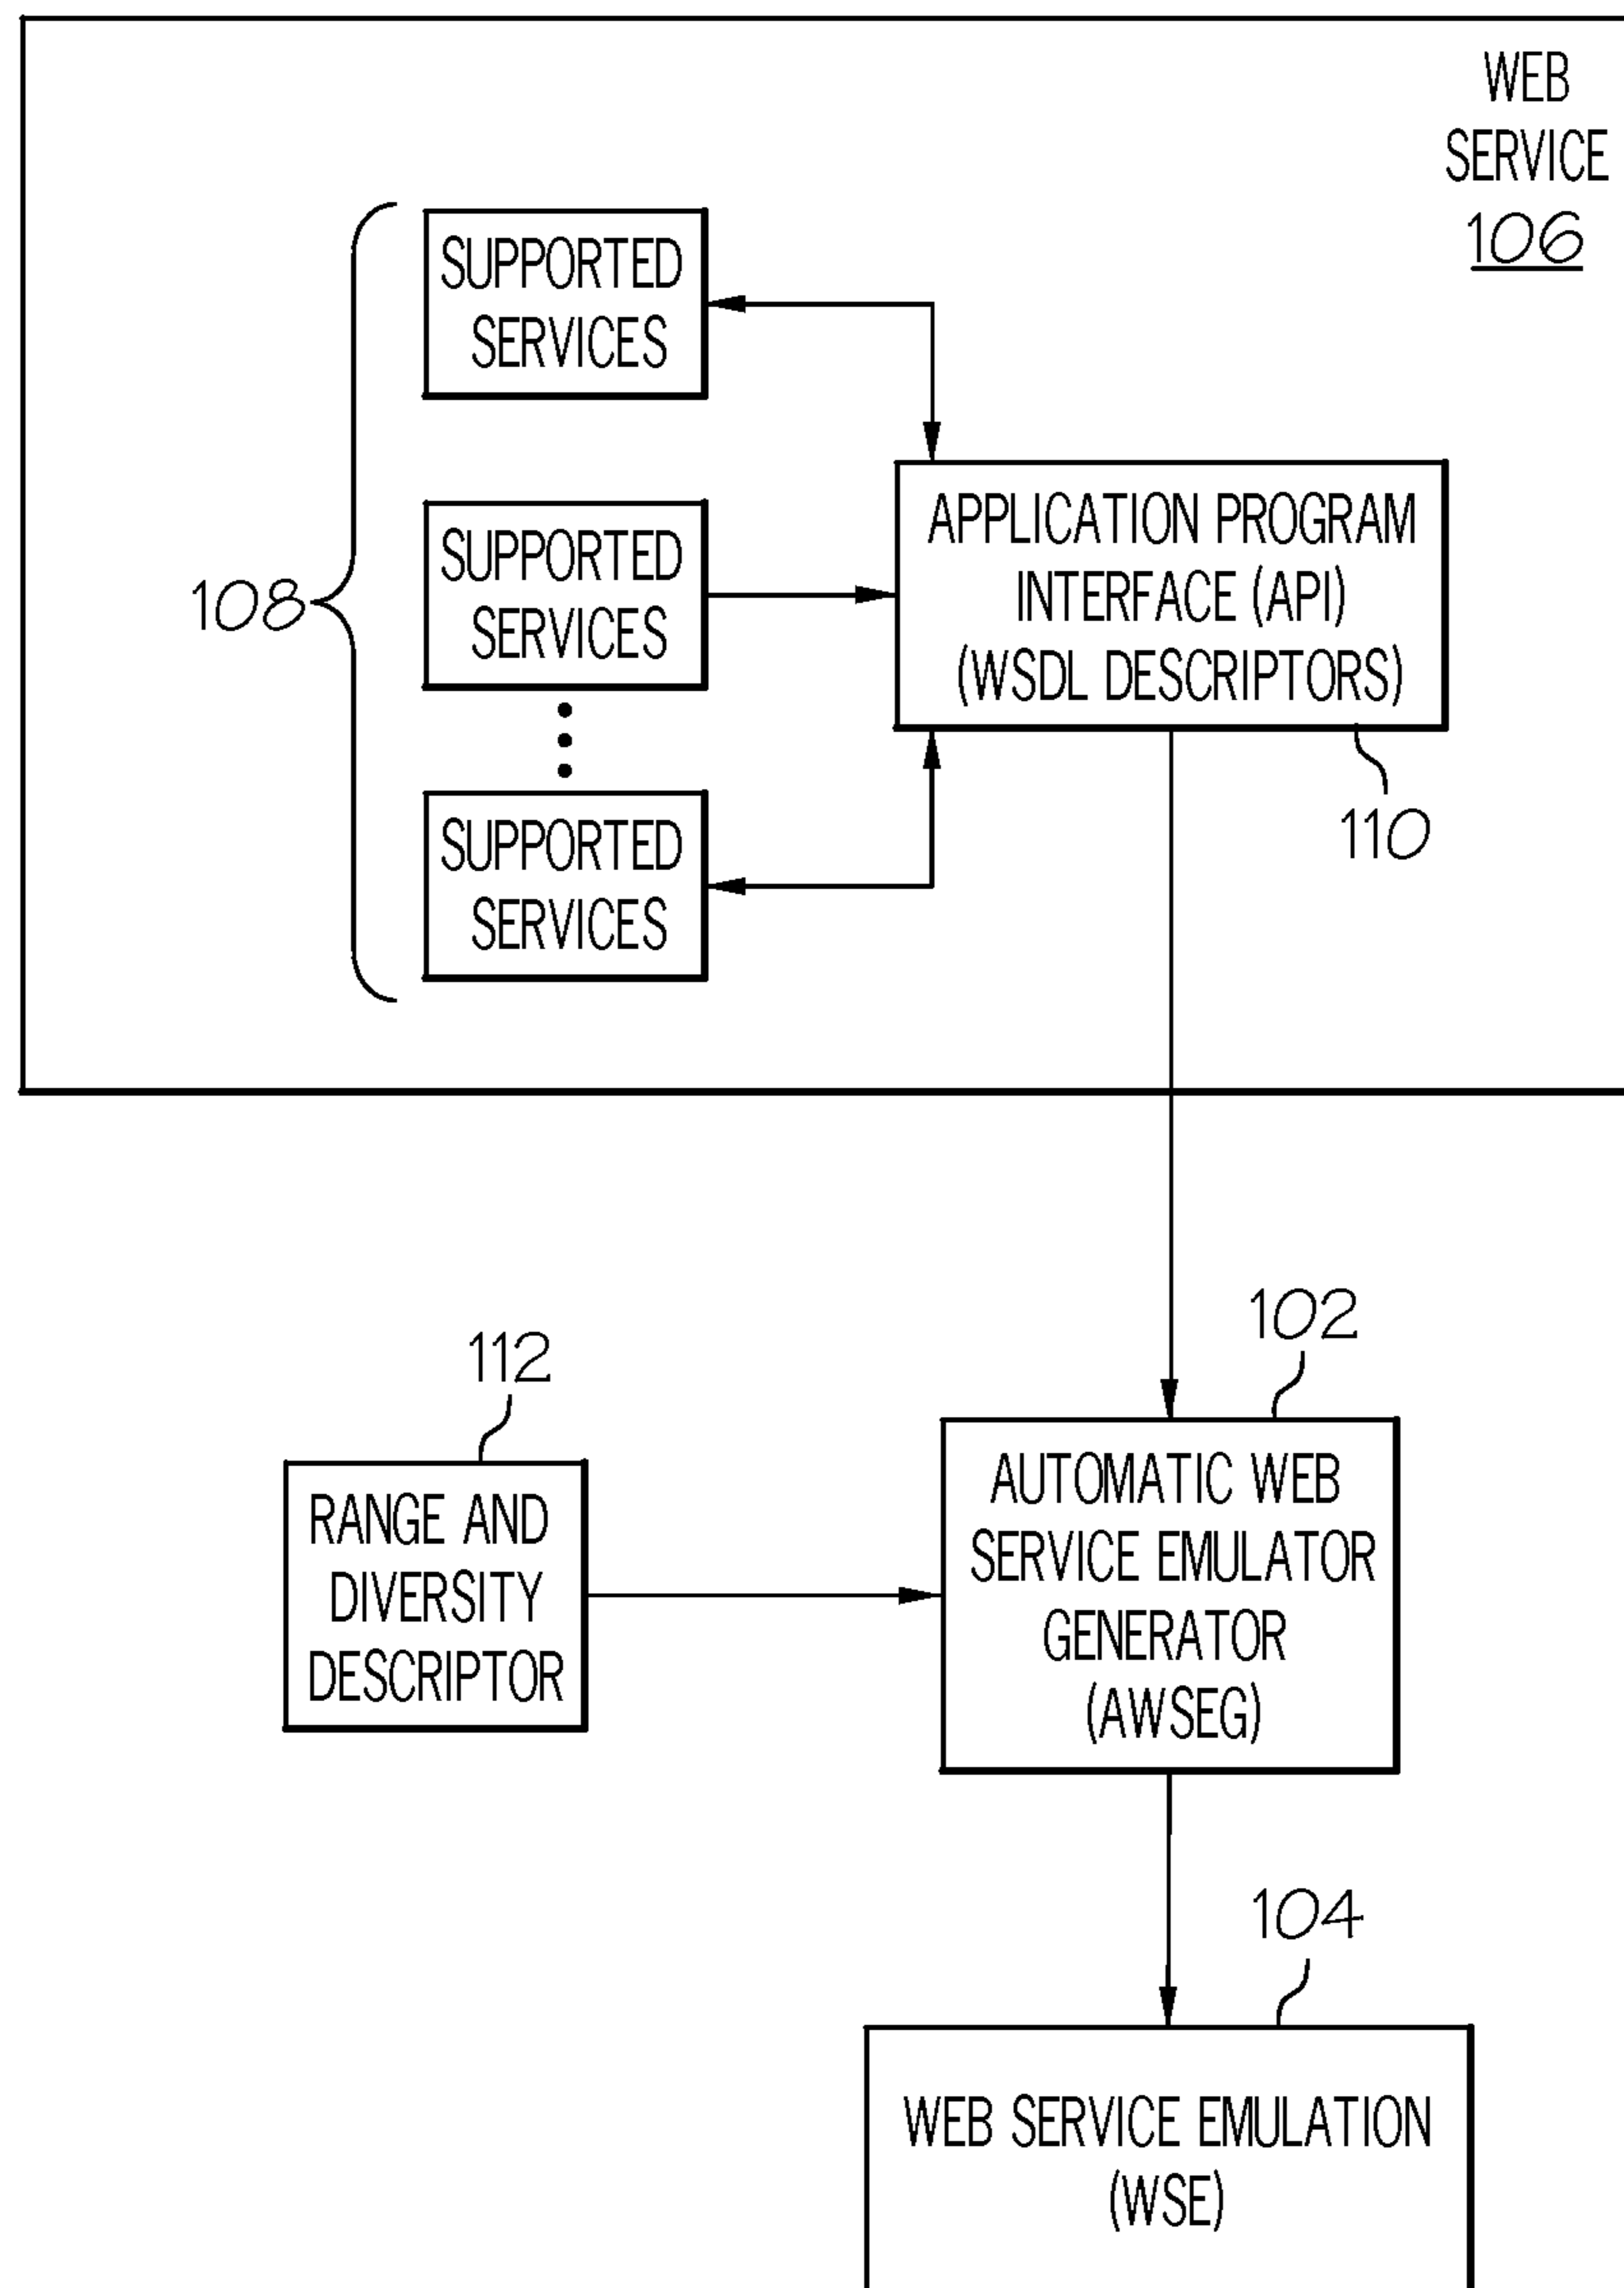 WEB
SERVICE
106
SUPPORTED
SERVICES
108
SUPPORTED
SERVICES
SUPPORTED
SERVICES
APPLICATION PROGRAM
INTERFACE (API)
(WSDL DESCRIPTORS)
110
112
RANGE AND
DIVERSITY
DESCRIPTOR
102
AUTOMATIC WEB
SERVICE EMULATOR
GENERATOR
(AWSEG)
104
WEB SERVICE EMULATION
(WSE)